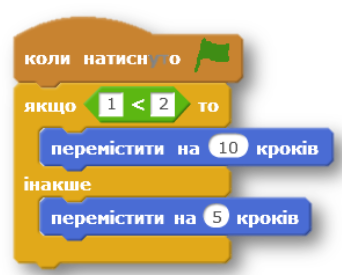 коли натиснуто
якщо 1 < 2 то
перемістити на 10 кроків
інакше
перемістити на 5 кроків